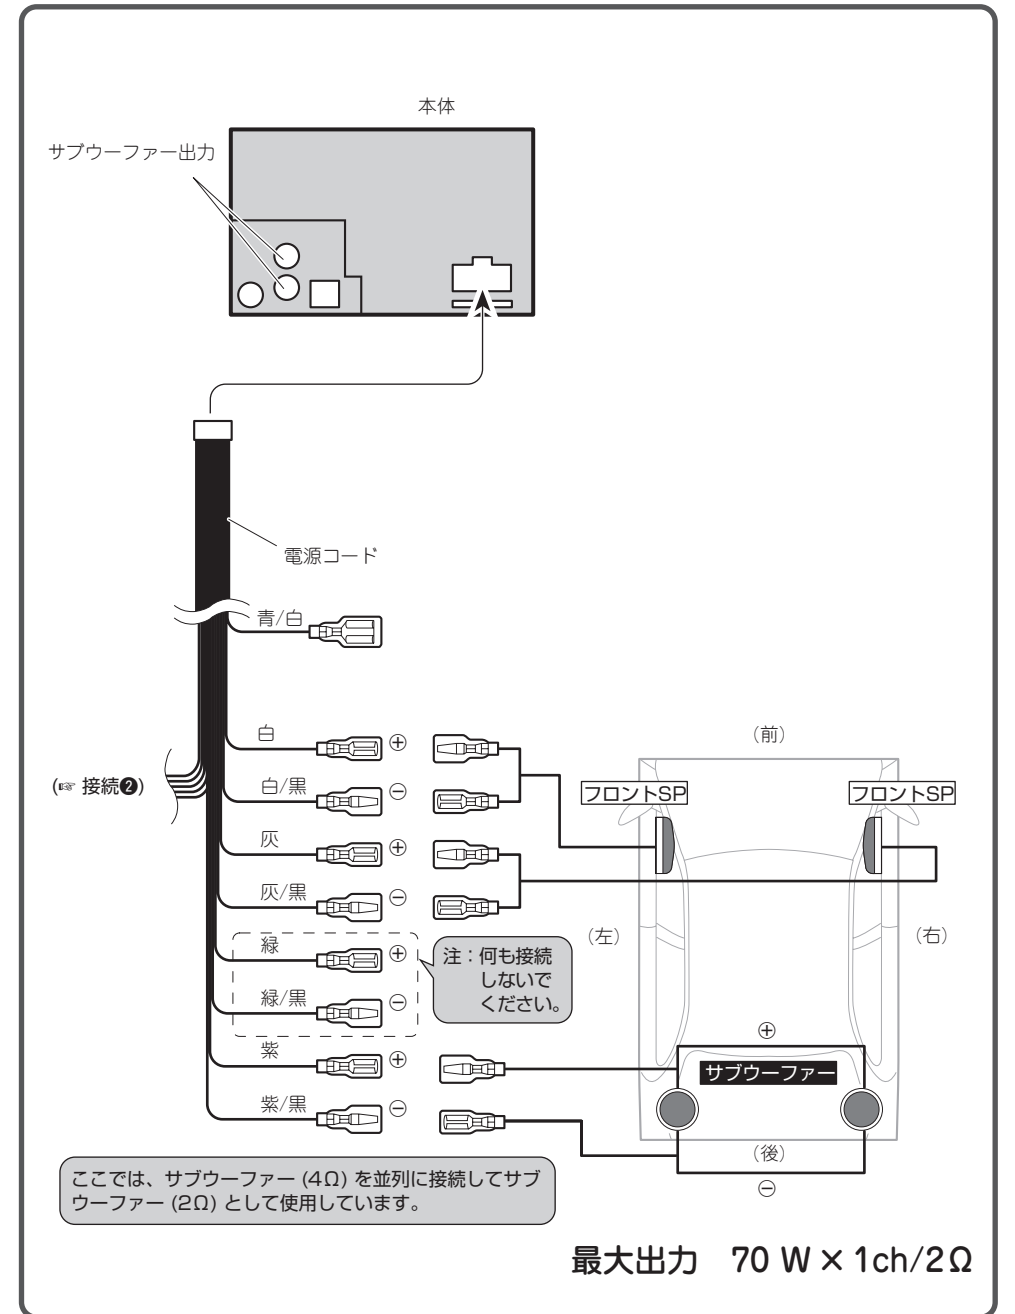 本体
サブウーファー出力
電源コード
青/白
白
⊕
白/黒
⊖
(☞ 接続❷)
灰
⊕
灰/黒
⊖
緑
⊕
緑/黒
⊖
注：何も接続
しないで
ください。
紫
⊕
紫/黒
⊖
（前）
フロントSP
フロントSP
（左）
（右）
⊕
サブウーファー
（後）
⊖
ここでは、サブウーファー (4Ω) を並列に接続してサブ
ウーファー (2Ω) として使用しています。
最大出力　70 W × 1ch/2Ω